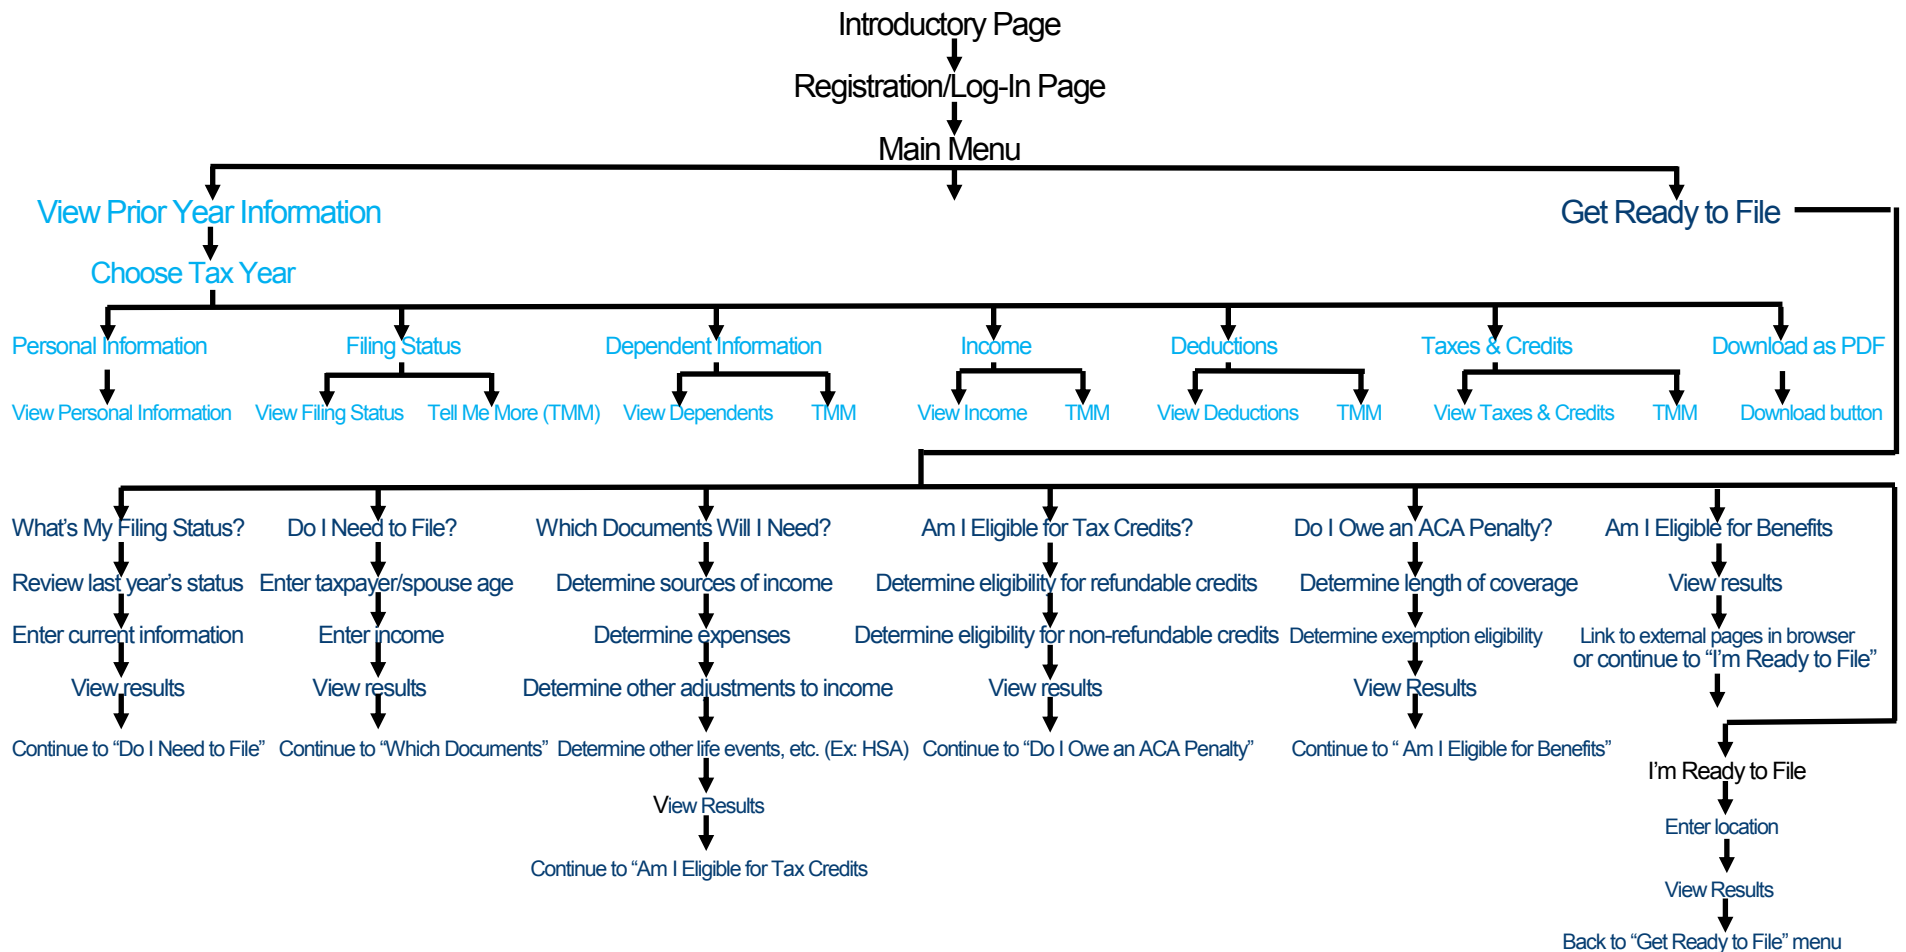 Introductory Page
Registration/Log-In Page
Main Menu
View Prior Year Information
Get Ready to File
Choose Tax Year
Personal Information
Filing Status
Dependent Information
Income
Deductions
Taxes & Credits
Download as PDF
View Personal Information
View Filing Status
Tell Me More (TMM)
View Dependents
TMM
View Income
TMM
View Deductions
TMM
View Taxes & Credits
TMM
Download button
What's My Filing Status?
Do I Need to File?
Which Documents Will I Need?
Am I Eligible for Tax Credits?
Do I Owe an ACA Penalty?
Am I Eligible for Benefits
Review last year's status
Enter taxpayer/spouse age
Determine sources of income
Determine eligibility for refundable credits
Determine length of coverage
View results
Enter current information
Enter income
Determine expenses
Determine eligibility for non-refundable credits
Determine exemption eligibility
Link to external pages in browser
or continue to “I'm Ready to File”
View results
View results
Determine other adjustments to income
View results
View Results
Continue to “Do I Need to File”
Continue to “Which Documents”
Determine other life events, etc. (Ex: HSA)
Continue to “Do I Owe an ACA Penalty”
Continue to “ Am I Eligible for Benefits”
I'm Ready to File
View Results
Enter location
Continue to “Am I Eligible for Tax Credits
View Results
Back to “Get Ready to File” menu